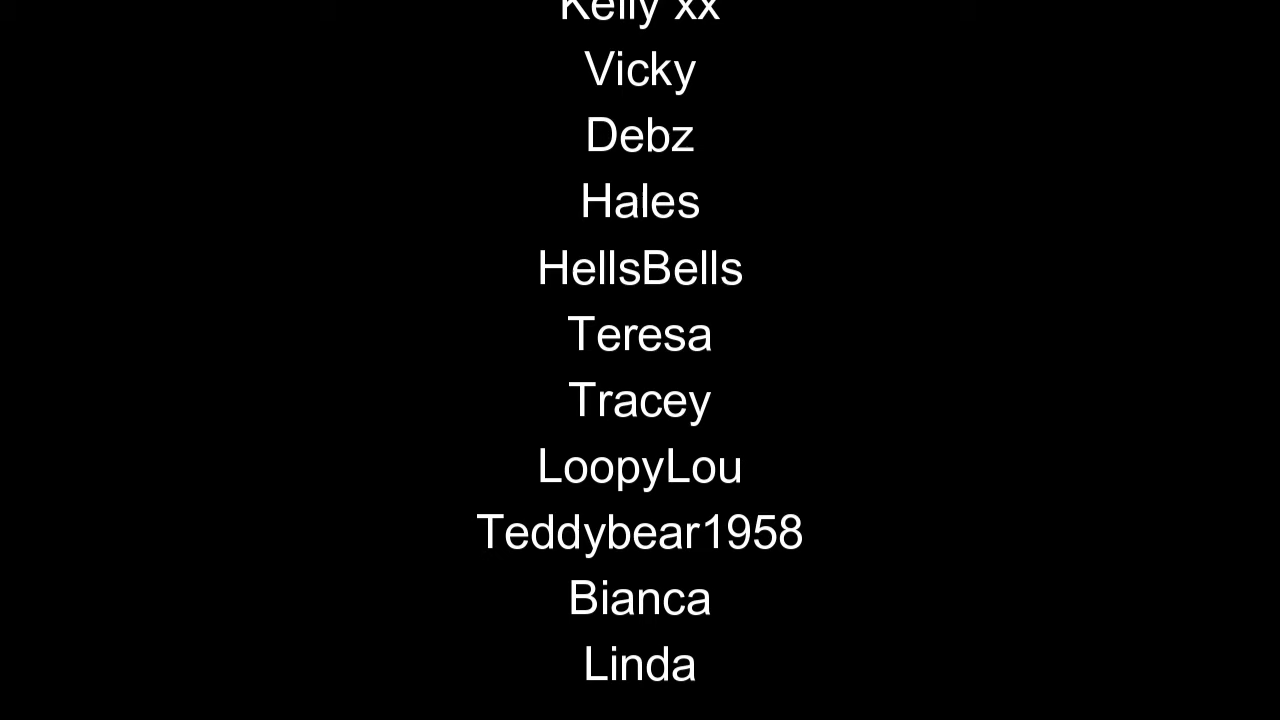 Kelly xx
Vicky
Debz
Hales
HellsBells
Teresa
Tracey
LoopyLou
Teddybear1958
Bianca
Linda